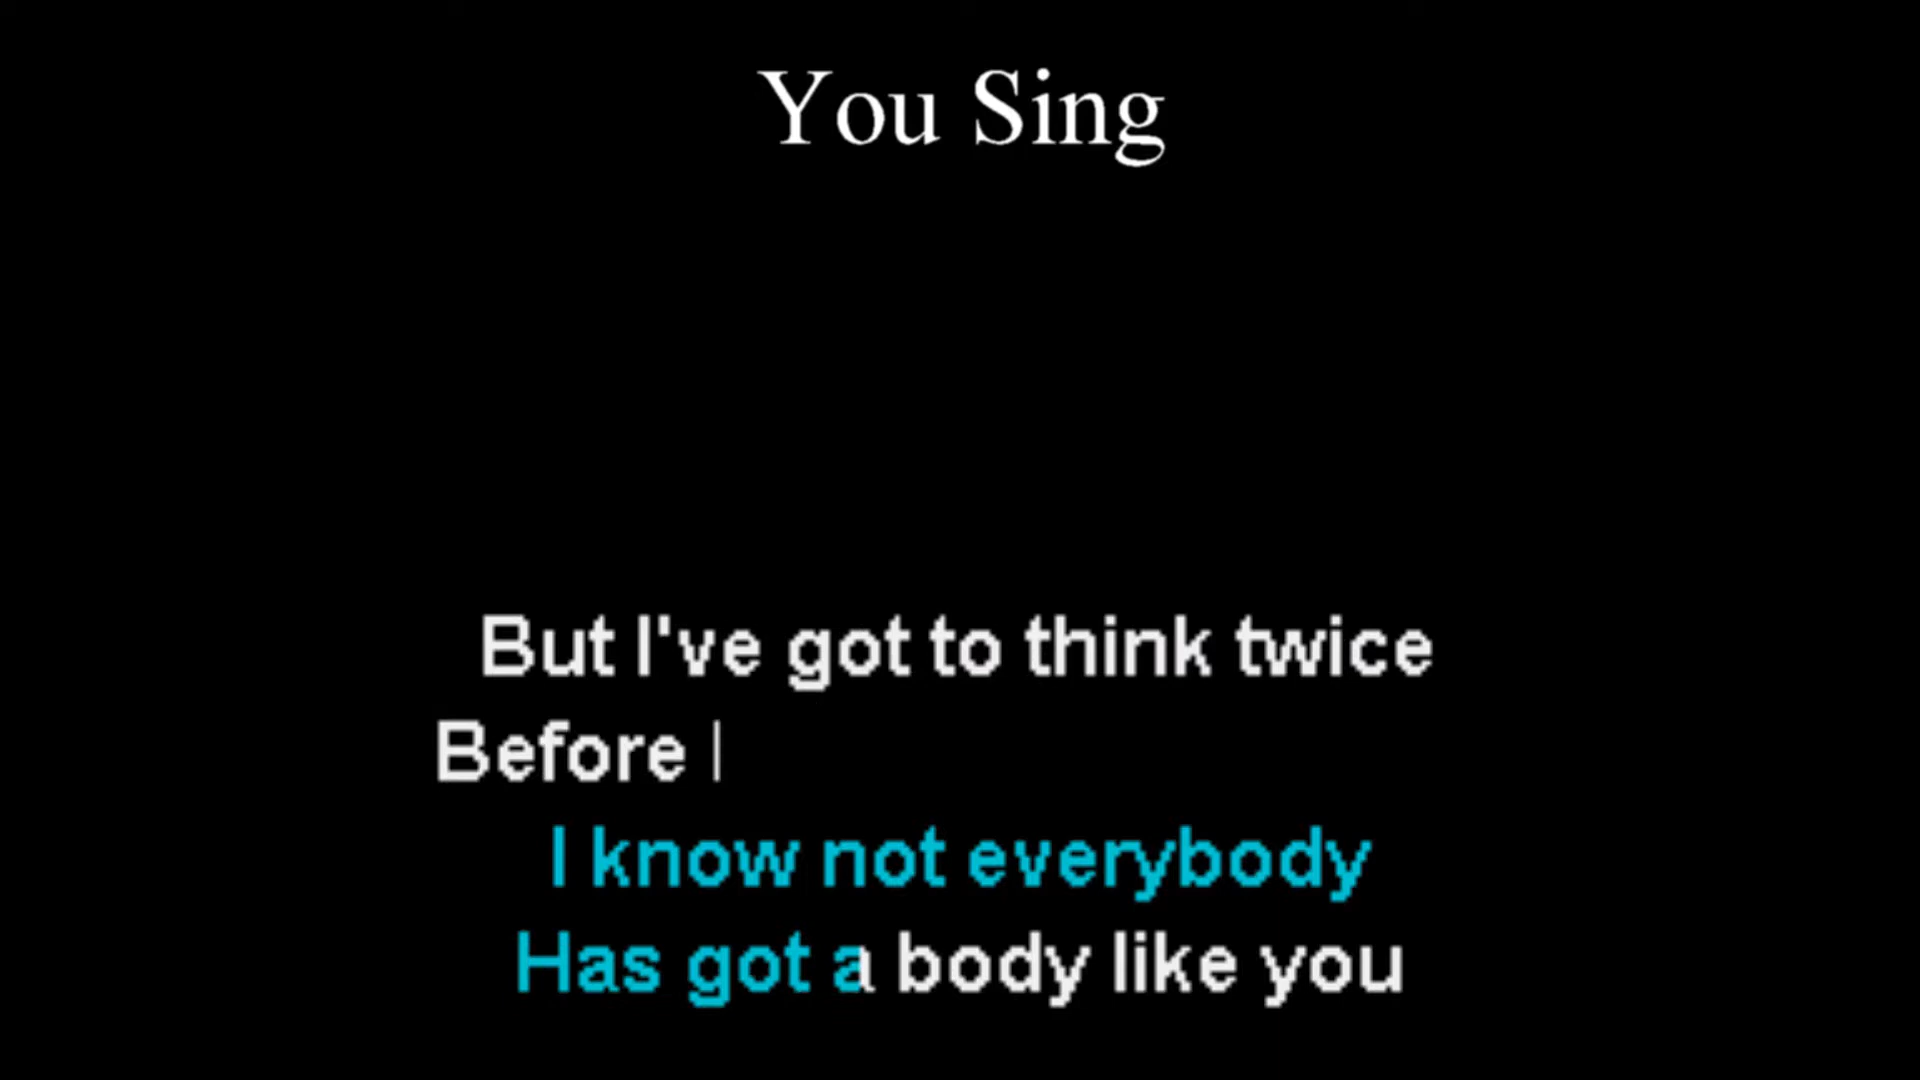 You Sing
But I've got to think twice
Before I
I know not everybody
Has got a body like you